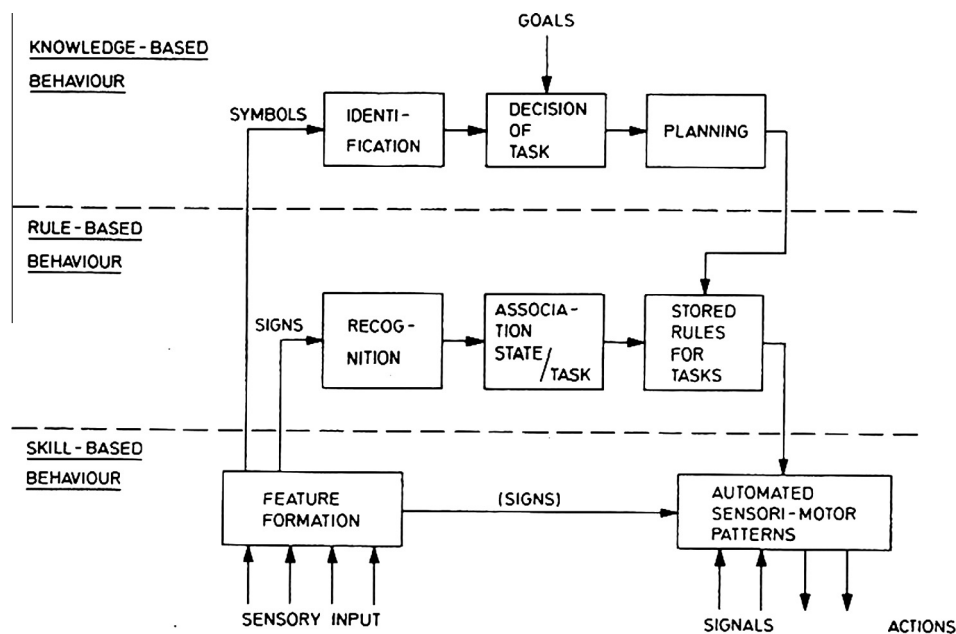 GOALS
KNOWLEDGE-BASED
BEHAVIOUR
SYMBOLS
IDENTI-
FICATION
DECISION
OF
TASK
PLANNING
RULE-BASED
BEHAVIOUR
SIGNS
RECOG-
NITION
ASSOCIA-
TION
STATE
/TASK
STORED
RULES
FOR
TASKS
SKILL-BASED
BEHAVIOUR
FEATURE
FORMATION
(SIGNS)
AUTOMATED
SENSORI-MOTOR
PATTERNS
SENSORY INPUT
SIGNALS
ACTIONS